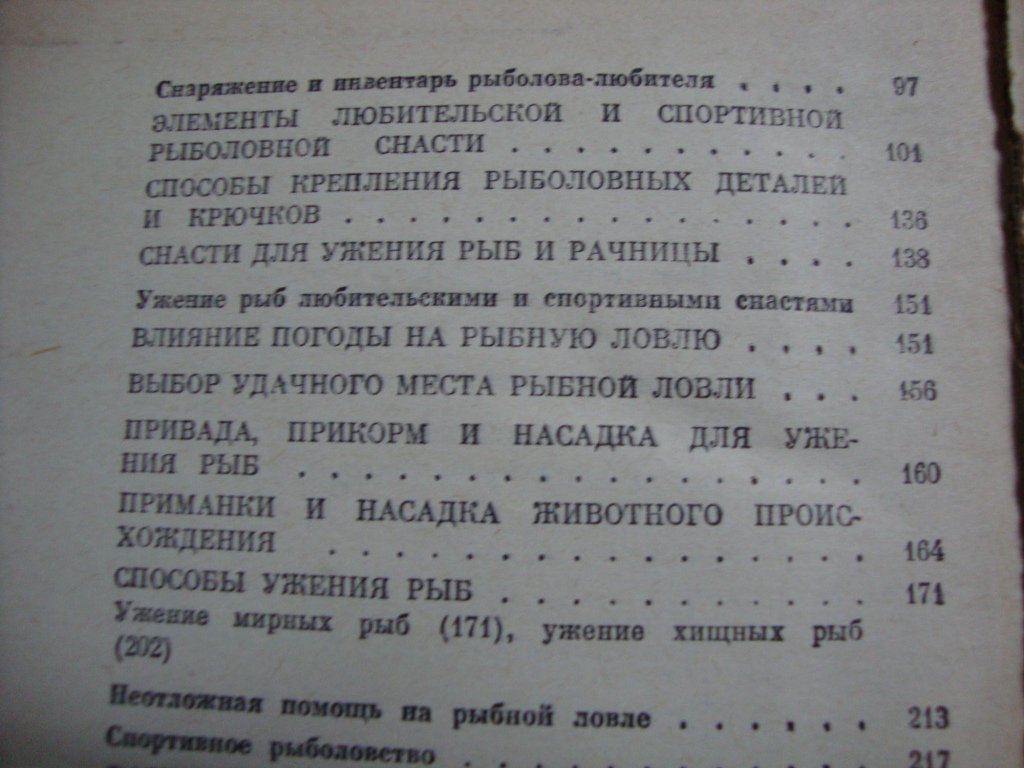 Снаряжение и инвентарь рыболова-любителя . . . . 97
ЭЛЕМЕНТЫ ЛЮБИТЕЛЬСКОЙ И СПОРТИВНОЙ
РЫБОЛОВНОЙ СНАСТИ . . . . . . . . . . . . 101
СПОСОБЫ КРЕПЛЕНИЯ РЫБОЛОВНЫХ ДЕТАЛЕЙ
И КРЮЧКОВ . . . . . . . . . . . . . . . . 136
СНАСТИ ДЛЯ УЖЕНИЯ РЫБ И РАЧНИЦЫ . . . . 138
Ужение рыб любительскими и спортивными снастями 151
ВЛИЯНИЕ ПОГОДЫ НА РЫБНУЮ ЛОВЛЮ . . . . 151
ВЫБОР УДАЧНОГО МЕСТА РЫБНОЙ ЛОВЛИ . . . 156
ПРИВАДА, ПРИКОРМ И НАСАДКА ДЛЯ УЖЕ-
НИЯ РЫБ . . . . . . . . . . . . . . . . . 160
ПРИМАНКИ И НАСАДКА ЖИВОТНОГО ПРОИС-
ХОЖДЕНИЯ . . . . . . . . . . . . . . . . 164
СПОСОБЫ УЖЕНИЯ РЫБ . . . . . . . . . . . 171
Ужение мирных рыб (171), ужение хищных рыб
(202)
Неотложная помощь на рыбной ловле . . . . . . 213
Спортивное рыболовство . . . . . . . . . . . . 217